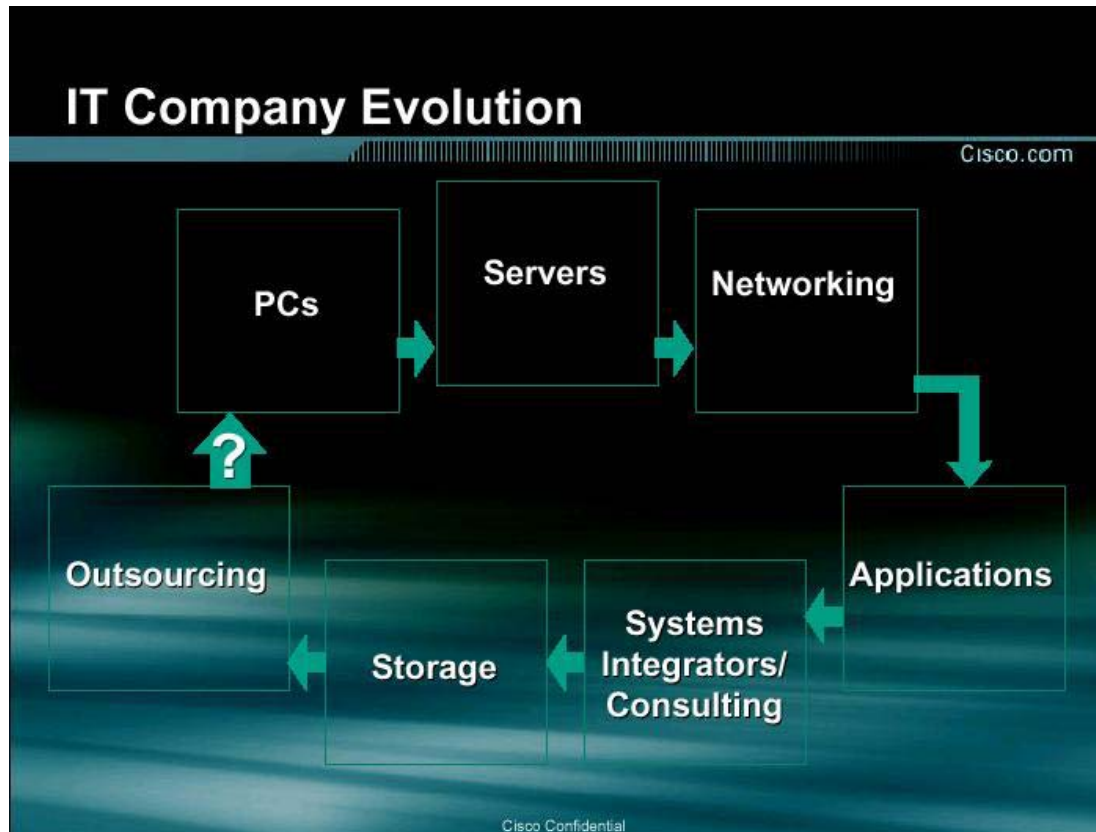 IT Company Evolution
Cisco.com
PCs
Servers
Networking
Applications
Systems
Integrators/
Consulting
Storage
Outsourcing
?
Cisco Confidential